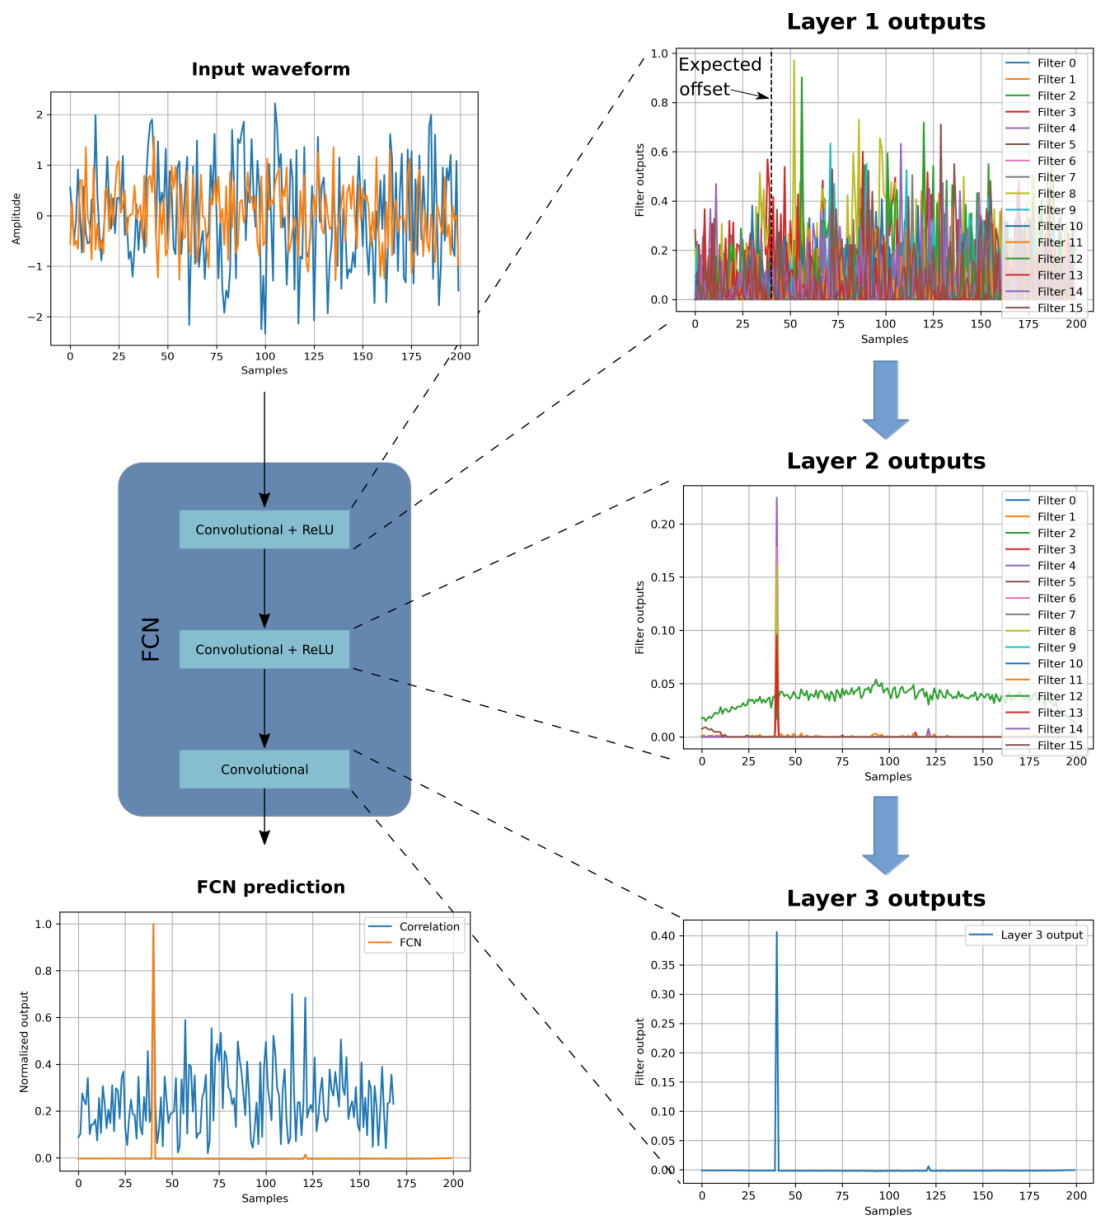 Input waveform
2
1
0
−1
−2
Amplitude
0 25 50 75 100 125 150 175 200
Samples
FCN
Convolutional + ReLU
Convolutional + ReLU
Convolutional
FCN prediction
1.0
0.8
0.6
0.4
0.2
0.0
Normalized output
Correlation
FCN
0 25 50 75 100 125 150 175 200
Samples
Layer 1 outputs
1.0
0.8
0.6
0.4
0.2
0.0
Filter outputs
Expected
offset
Filter 0
Filter 1
Filter 2
Filter 3
Filter 4
Filter 5
Filter 6
Filter 7
Filter 8
Filter 9
Filter 10
Filter 11
Filter 12
Filter 13
Filter 14
Filter 15
0 25 50 75 100 125 150 175 200
Samples
Layer 2 outputs
0.20
0.15
0.10
0.05
0.00
Filter outputs
Filter 0
Filter 1
Filter 2
Filter 3
Filter 4
Filter 5
Filter 6
Filter 7
Filter 8
Filter 9
Filter 10
Filter 11
Filter 12
Filter 13
Filter 14
Filter 15
0 25 50 75 100 125 150 175 200
Samples
Layer 3 outputs
0.40
0.35
0.30
0.25
0.20
0.15
0.10
0.05
0.00
Filter output
Layer 3 output
0 25 50 75 100 125 150 175 200
Samples